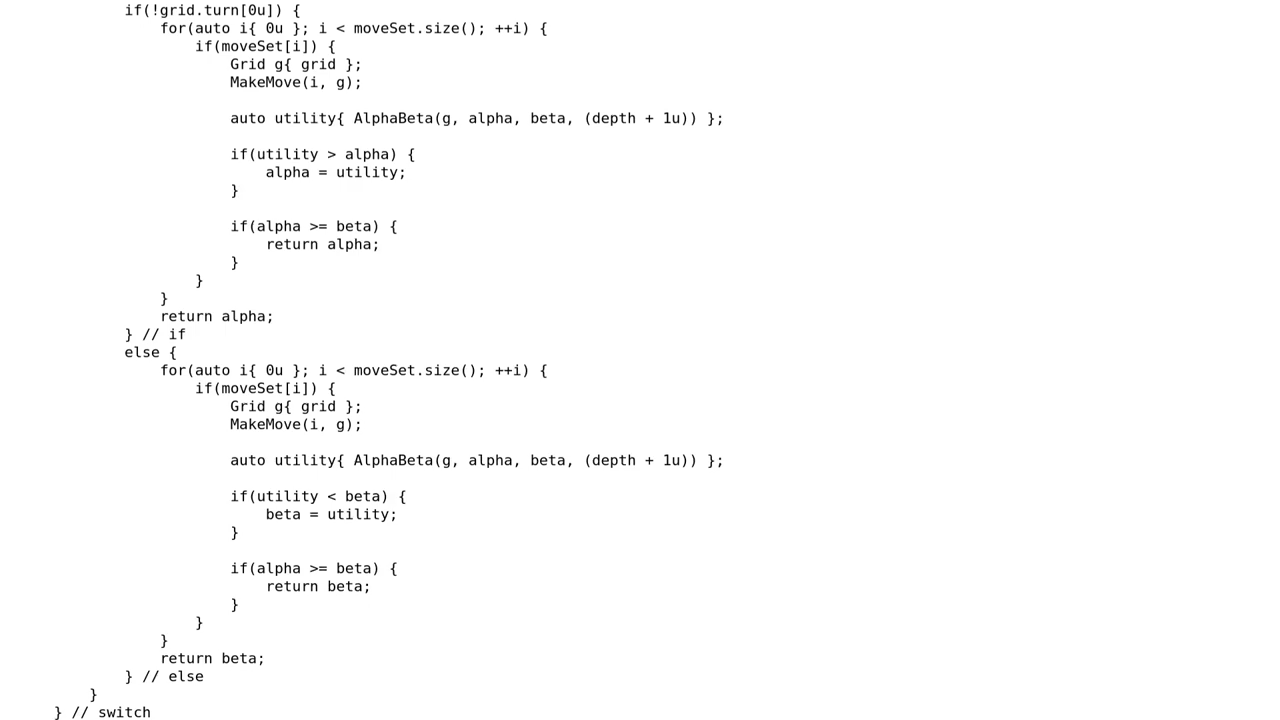 if(!grid.turn[0u]) {
for(auto i{ 0u }; i < moveSet.size(); ++i) {
if(moveSet[i]) {
Grid g{ grid };
MakeMove(i, g);
auto utility{ AlphaBeta(g, alpha, beta, (depth + 1u)) };
if(utility > alpha) {
alpha = utility;
}
if(alpha >= beta) {
return alpha;
}
}
}
return alpha;
} // if
else {
for(auto i{ 0u }; i < moveSet.size(); ++i) {
if(moveSet[i]) {
Grid g{ grid };
MakeMove(i, g);
auto utility{ AlphaBeta(g, alpha, beta, (depth + 1u)) };
if(utility < beta) {
beta = utility;
}
if(alpha >= beta) {
return beta;
}
}
}
return beta;
} // else
}
} // switch